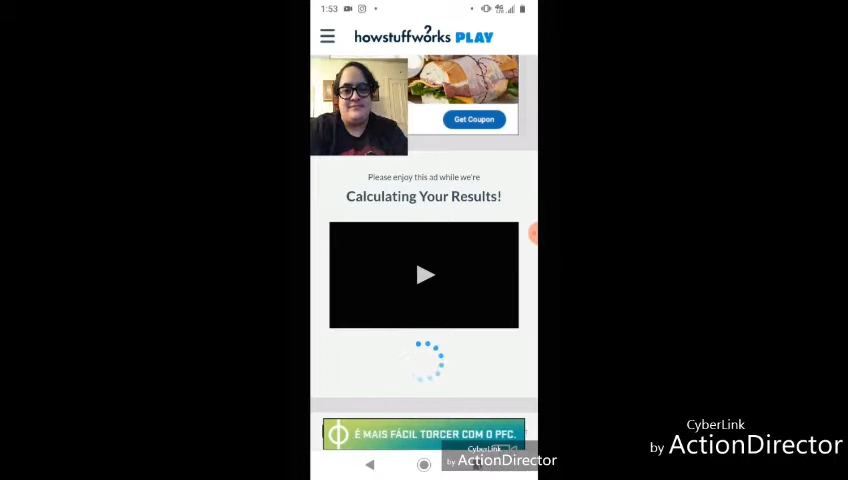 1:53
4G
howstuffworks PLAY
Get Coupon
Please enjoy this ad while we're
Calculating Your Results!
É MAIS FÁCIL TORCER COM O PFC.
CyberLink
by ActionDirector
CyberLink
by ActionDirector